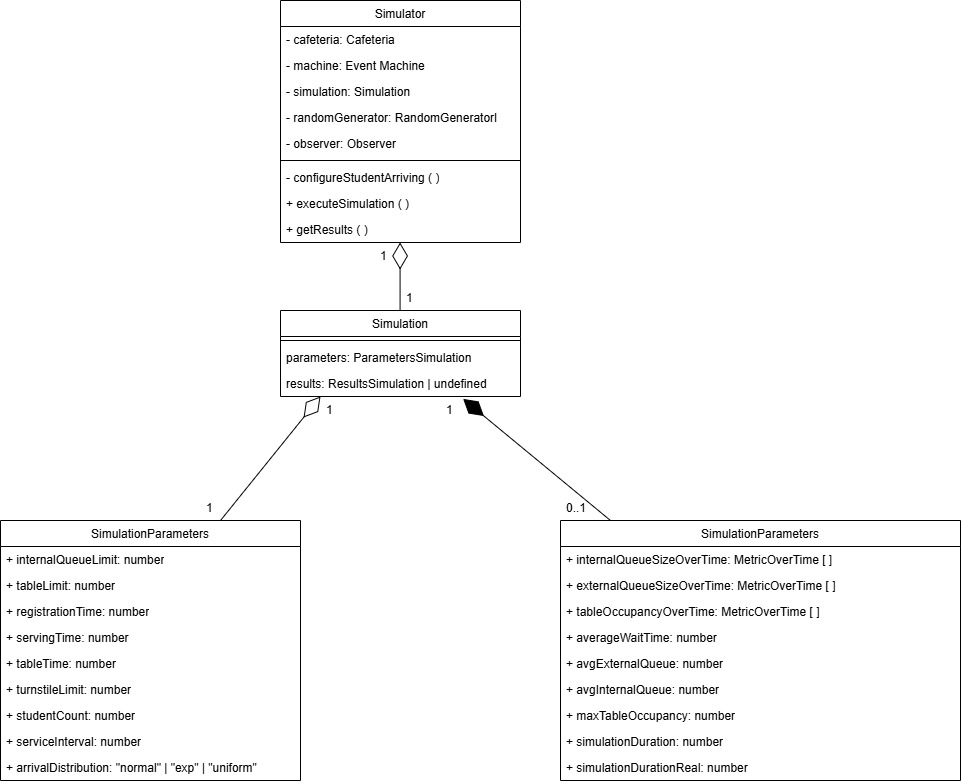 Simulator
- cafeteria: Cafeteria
- machine: Event Machine
- simulation: Simulation
- randomGenerator: RandomGeneratorI
- observer: Observer
- configureStudentArriving ( )
+ executeSimulation ( )
+ getResults ( )
1
1
Simulation
parameters: ParametersSimulation
results: ResultsSimulation | undefined
1
1
1
0..1
SimulationParameters
+ internalQueueLimit: number
+ tableLimit: number
+ registrationTime: number
+ servingTime: number
+ tableTime: number
+ turnstileLimit: number
+ studentCount: number
+ serviceInterval: number
+ arrivalDistribution: "normal" | "exp" | "uniform"
SimulationParameters
+ internalQueueSizeOverTime: MetricOverTime [ ]
+ externalQueueSizeOverTime: MetricOverTime [ ]
+ tableOccupancyOverTime: MetricOverTime [ ]
+ averageWaitTime: number
+ avgExternalQueue: number
+ avgInternalQueue: number
+ maxTableOccupancy: number
+ simulationDuration: number
+ simulationDurationReal: number